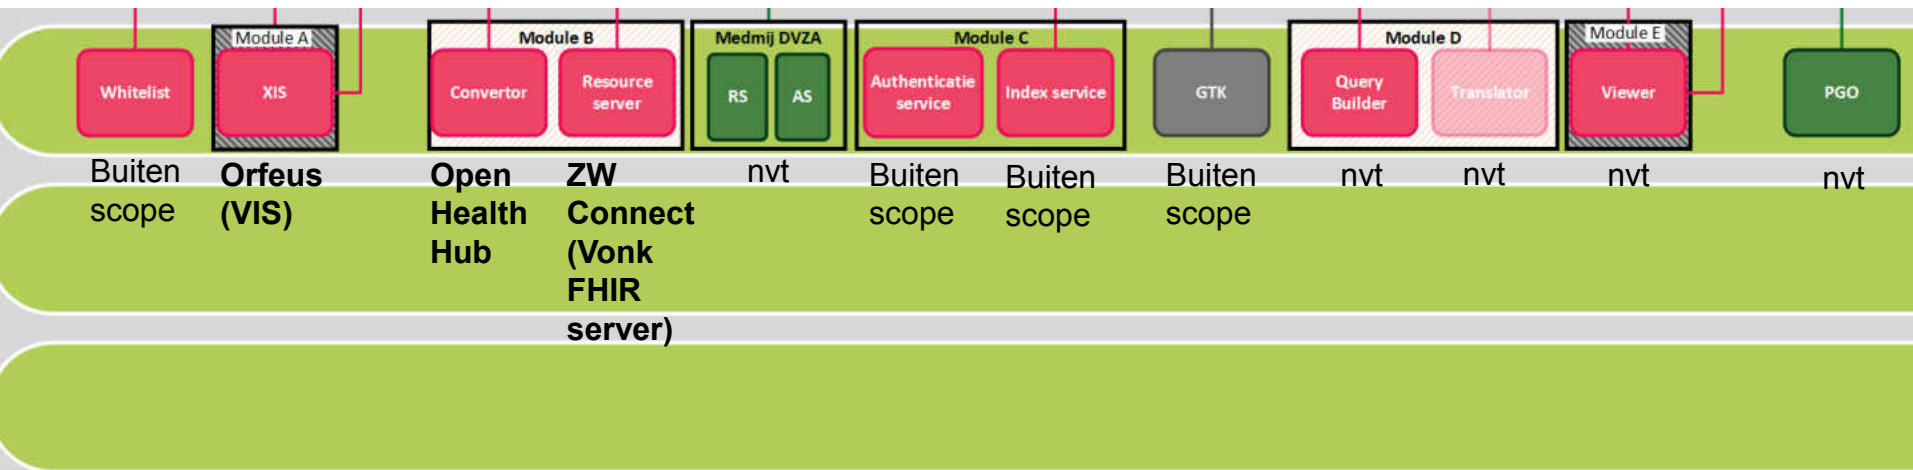 Module A
Module B
Medmij DVZA
Module C
Module D
Module E
Whitelist
XIS
Convertor
Resource
server
RS
AS
Authenticatie
service
Index service
GTK
Query
Builder
Translator
Viewer
PGO
Buiten
scope
Orfeus
(VIS)
Open
Health
Hub
ZW
Connect
(Vonk
FHIR
server)
nvt
Buiten
scope
Buiten
scope
Buiten
scope
nvt
nvt
nvt
nvt